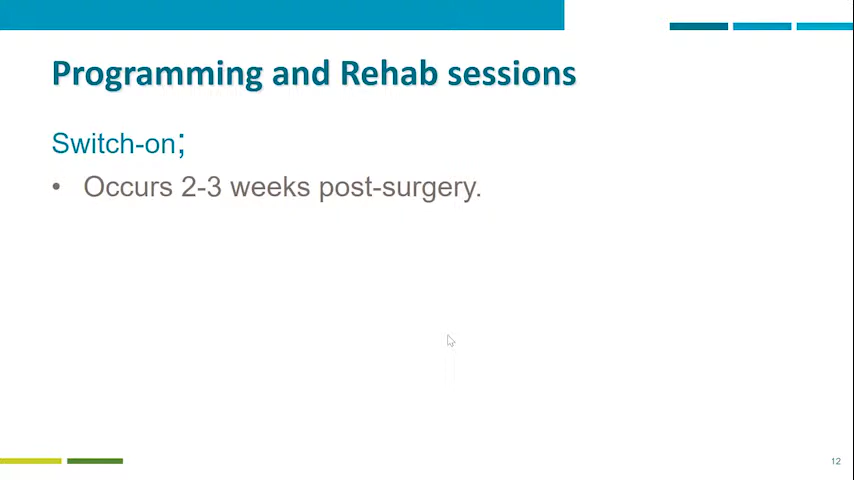 Programming and Rehab sessions
Switch-on;
• Occurs 2-3 weeks post-surgery.
12